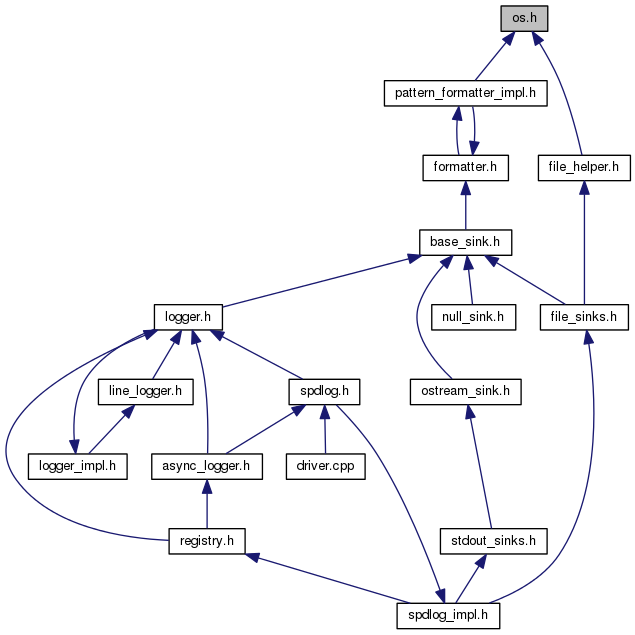 os.h
pattern_formatter_impl.h
formatter.h
file_helper.h
base_sink.h
logger.h
null_sink.h
file_sinks.h
line_logger.h
spdlog.h
ostream_sink.h
logger_impl.h
async_logger.h
driver.cpp
registry.h
stdout_sinks.h
spdlog_impl.h